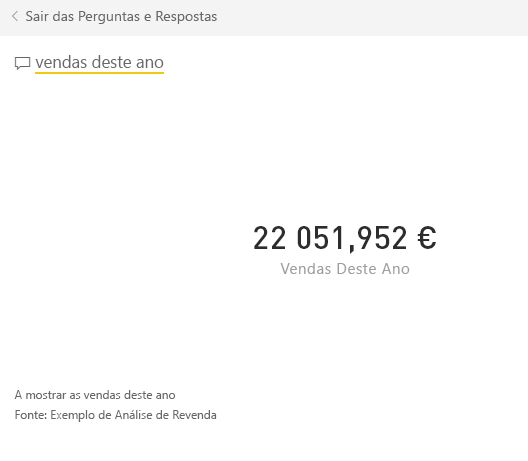 Sair das Perguntas e Respostas
vendas deste ano
22 051,952 €
Vendas Deste Ano
A mostrar as vendas deste ano
Fonte: Exemplo de Análise de Revenda